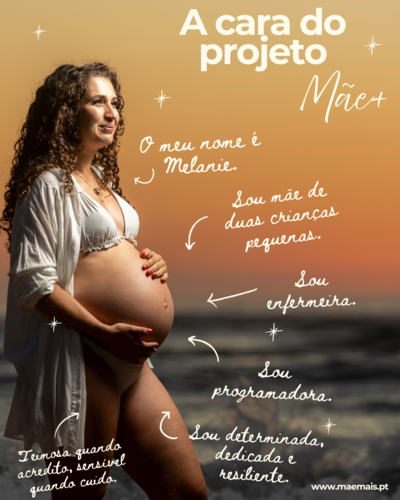 A cara do
projeto
Mãe+
O meu nome é
Melanie.
Sou mãe de
duas crianças
pequenas.
Sou
enfermeira.
Sou
programadora.
Sou determinada,
dedicada e
resiliente.
Teimosa quando
acredito, sensível
quando cuido.
www.maemais.pt